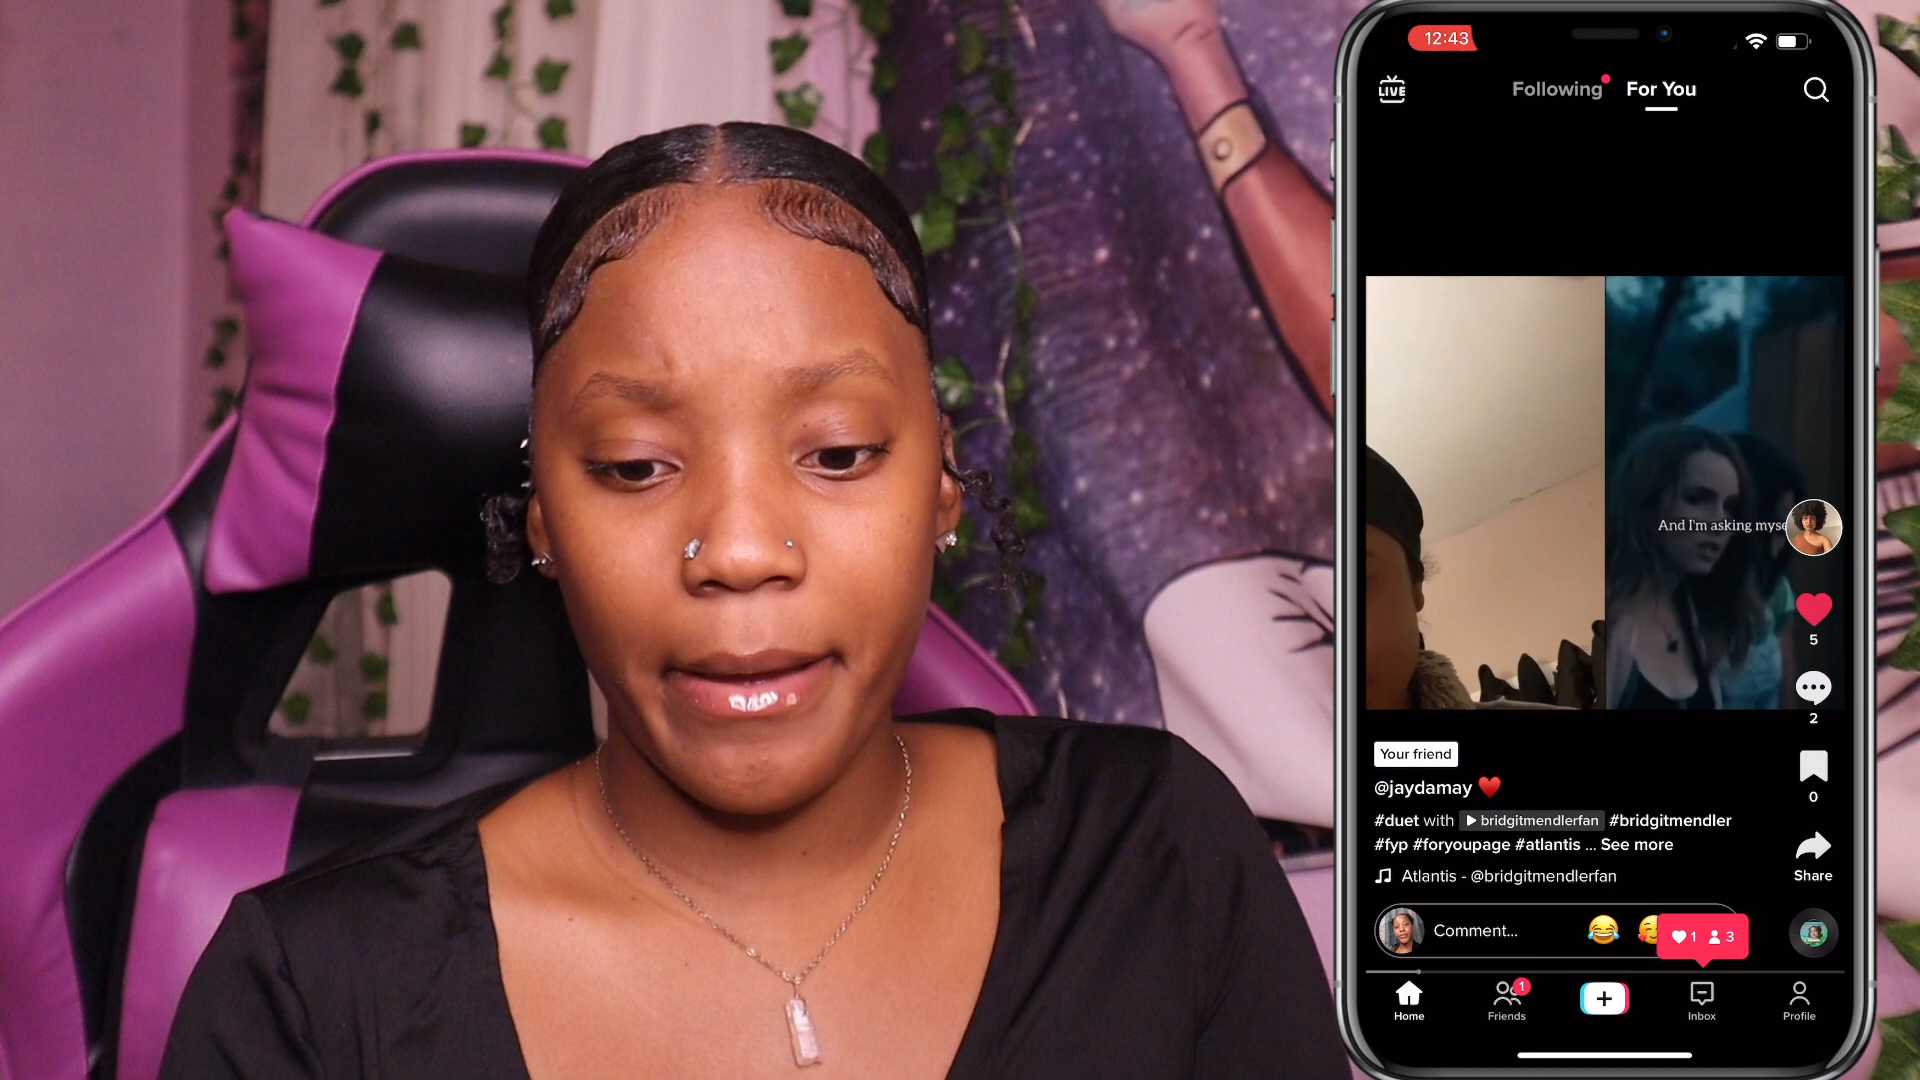 12:43
LIVE
Following For You
And I'm asking myse
5
2
Your friend
0
@jaydamay ❤️
#duet with ▶ bridgitmendlerfan #bridgitmendler
#fyp #foryoupage #atlantis ... See more
Share
Atlantis - @bridgitmendlerfan
Comment... 😂 🥰
1 3
1
Home Friends Inbox Profile